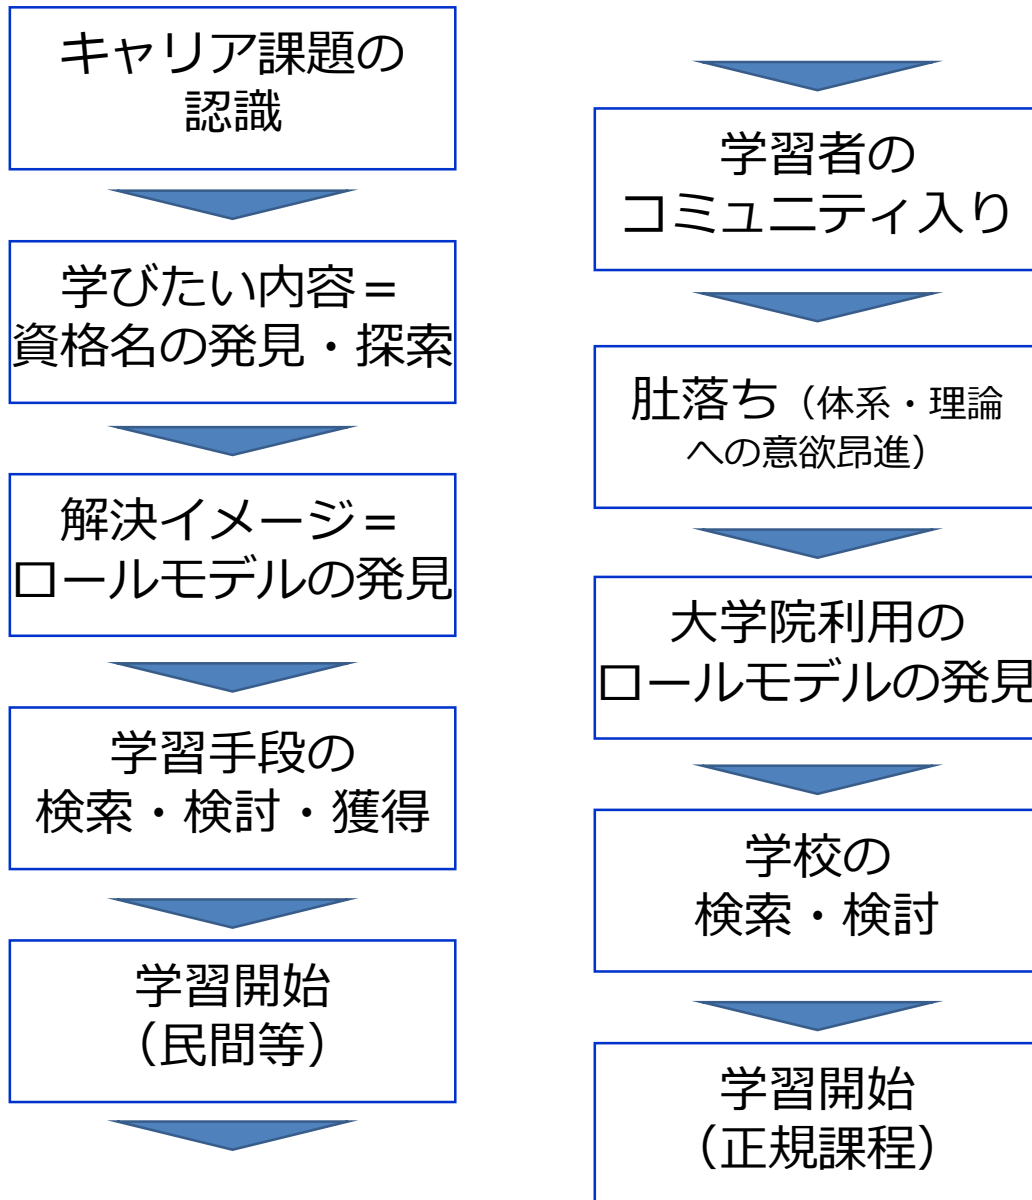 キャリア課題の
認識
学びたい内容＝
資格名の発見・探索
解決イメージ＝
ロールモデルの発見
学習手段の
検索・検討・獲得
学習開始
（民間等）
学習者の
コミュニティ入り
肚落ち（体系・理論
への意欲昂進）
大学院利用の
ロールモデルの発見
学校の
検索・検討
学習開始
（正規課程）